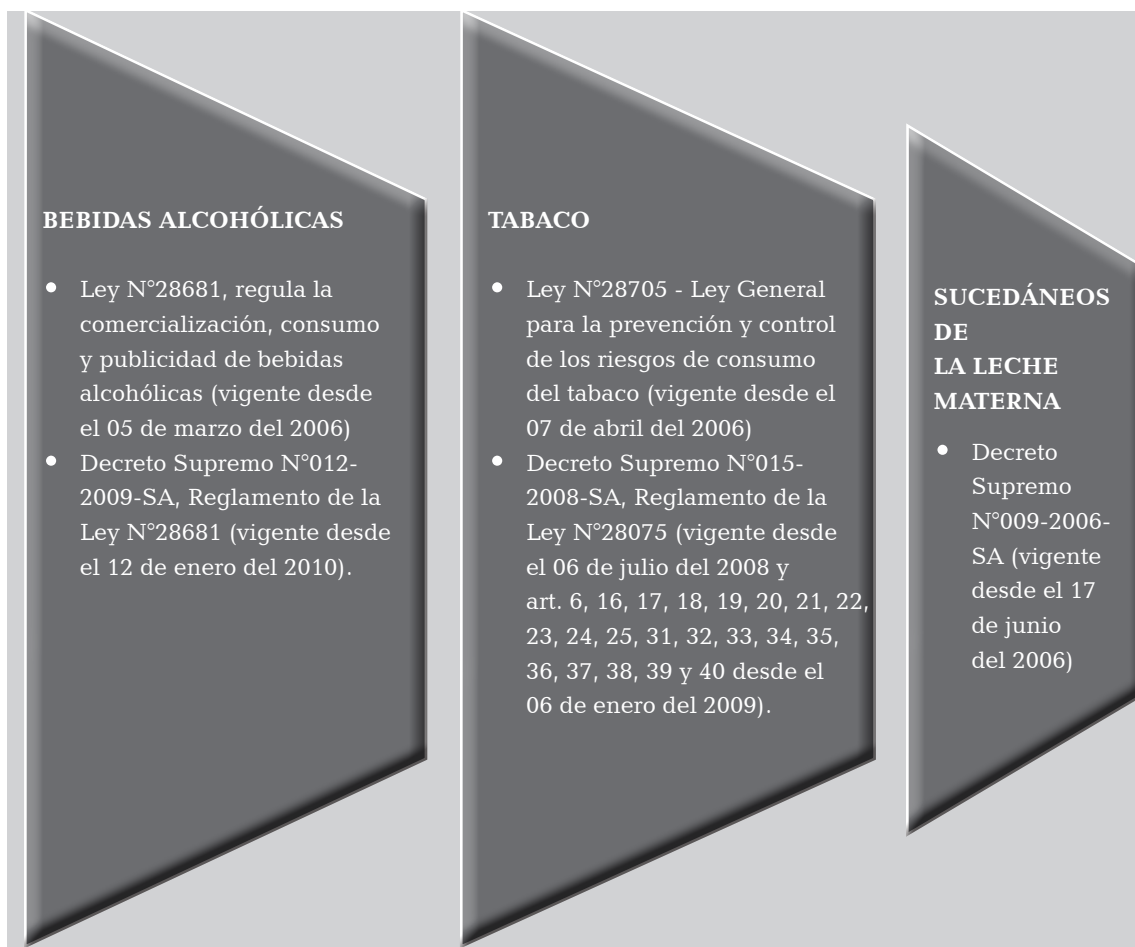 BEBIDAS ALCOHÓLICAS
• Ley N°28681, regula la
comercialización, consumo
y publicidad de bebidas
alcohólicas (vigente desde
el 05 de marzo del 2006)
• Decreto Supremo N°012-
2009-SA, Reglamento de la
Ley N°28681 (vigente desde
el 12 de enero del 2010).
TABACO
• Ley N°28705 - Ley General
para la prevención y control
de los riesgos de consumo
del tabaco (vigente desde el
07 de abril del 2006)
• Decreto Supremo N°015-
2008-SA, Reglamento de la
Ley N°28075 (vigente desde
el 06 de julio del 2008 y
art. 6, 16, 17, 18, 19, 20, 21, 22,
23, 24, 25, 31, 32, 33, 34, 35,
36, 37, 38, 39 y 40 desde el
06 de enero del 2009).
SUCEDÁNEOS
DE
LA LECHE
MATERNA
• Decreto
Supremo
N°009-2006-
SA (vigente
desde el 17
de junio
del 2006)